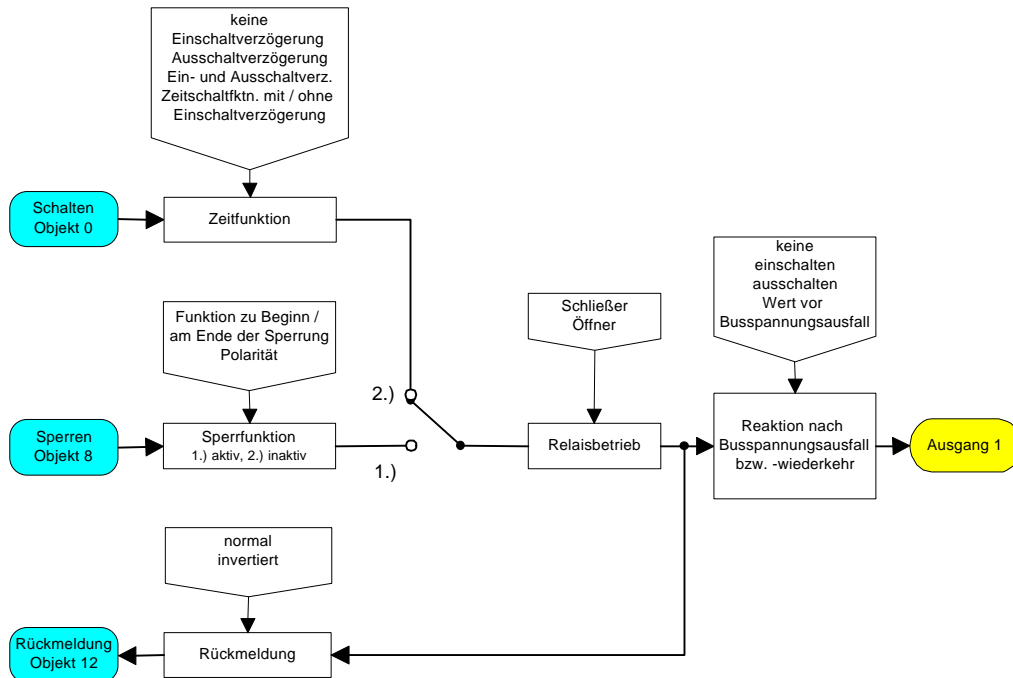 keine
Einschaltverzögerung
Ausschaltverzögerung
Ein- und Ausschaltverz.
Zeitschaltfktn. mit / ohne
Einschaltverzögerung
Schalten
Objekt 0
Zeitfunktion
keine
einschalten
ausschalten
Wert vor
Busspannungsausfall
Schließer
Öffner
Funktion zu Beginn /
am Ende der Sperrung
Polarität
2.)
Sperren
Objekt 8
Sperrfunktion
1.) aktiv, 2.) inaktiv
1.)
Relaisbetrieb
Reaktion nach
Busspannungsausfall
bzw. -wiederkehr
Ausgang 1
normal
invertiert
Rückmeldung
Objekt 12
Rückmeldung